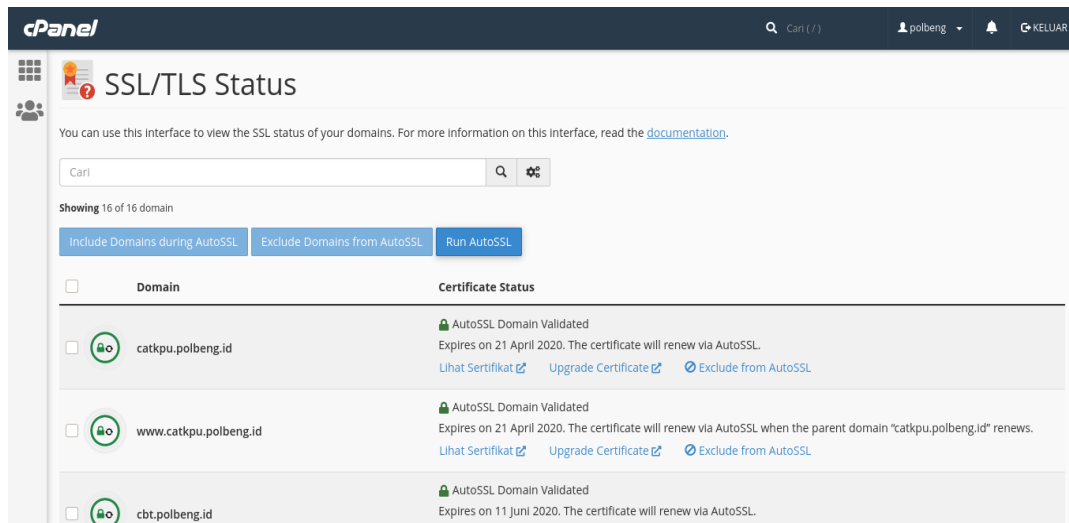 cPanel
Cari ( / )
polbeng
KELUAR
SSL/TLS Status
You can use this interface to view the SSL status of your domains. For more information on this interface, read the documentation.
Cari
Showing 16 of 16 domain
Include Domains during AutoSSL Exclude Domains from AutoSSL Run AutoSSL
Domain Certificate Status
AutoSSL Domain Validated
catkpu.polbeng.id
Expires on 21 April 2020. The certificate will renew via AutoSSL.
Lihat Sertifikat Upgrade Certificate Exclude from AutoSSL
AutoSSL Domain Validated
www.catkpu.polbeng.id
Expires on 21 April 2020. The certificate will renew via AutoSSL when the parent domain “catkpu.polbeng.id” renews.
Lihat Sertifikat Upgrade Certificate Exclude from AutoSSL
AutoSSL Domain Validated
cbt.polbeng.id
Expires on 11 Juni 2020. The certificate will renew via AutoSSL.